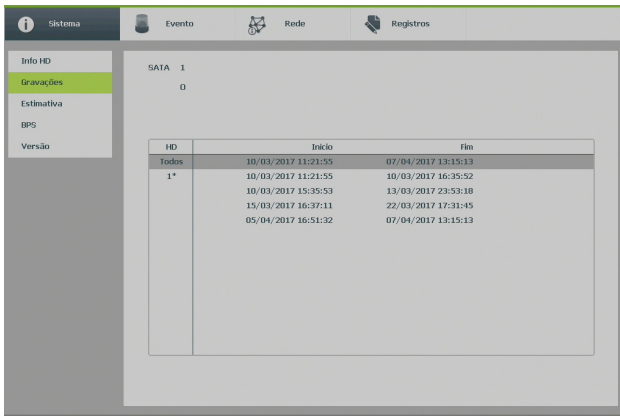 Sistema Evento Rede Registros
Info HD
Gravações
Estimativa
BPS
Versão
SATA 1
O
HD Início Fim
Todos 10/03/2017 11:21:55 07/04/2017 13:15:13
1* 10/03/2017 11:21:55 10/03/2017 16:35:52
10/03/2017 15:35:53 13/03/2017 23:53:18
15/03/2017 16:37:11 22/03/2017 17:31:45
05/04/2017 16:51:32 07/04/2017 13:15:13